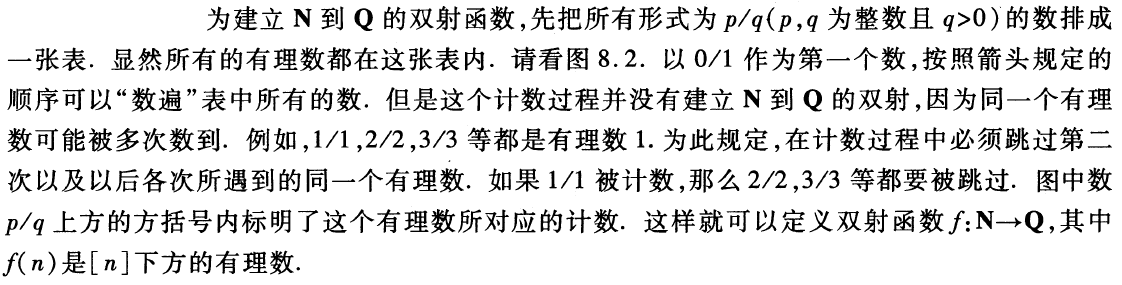 为建立 N 到 Q 的双射函数,先把所有形式为 p/q(p,q 为整数且 q>0)的数排成
一张表. 显然所有的有理数都在这张表内. 请看图 8.2. 以 0/1 作为第一个数,按照箭头规定的
顺序可以“数遍”表中所有的数. 但是这个计数过程并没有建立 N 到 Q 的双射,因为同一个有理
数可能被多次数到. 例如,1/1,2/2,3/3 等都是有理数 1. 为此规定,在计数过程中必须跳过第二
次以及以后各次所遇到的同一个有理数. 如果 1/1 被计数,那么 2/2,3/3 等都要被跳过. 图中数
p/q 上方的方括号内标明了这个有理数所对应的计数. 这样就可以定义双射函数 f:N→Q,其中
f(n)是[n]下方的有理数.